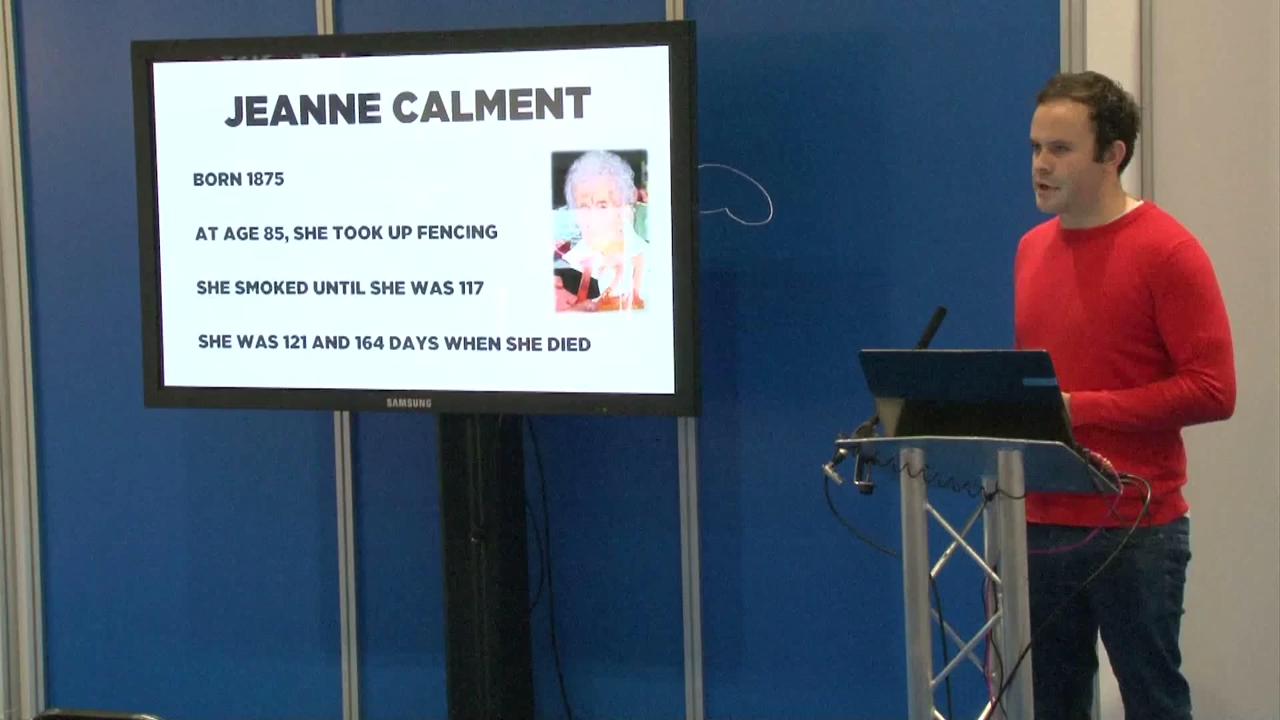 JEANNE CALMENT
BORN 1875
AT AGE 85, SHE TOOK UP FENCING
SHE SMOKED UNTIL SHE WAS 117
SHE WAS 121 AND 164 DAYS WHEN SHE DIED
SAMSUNG